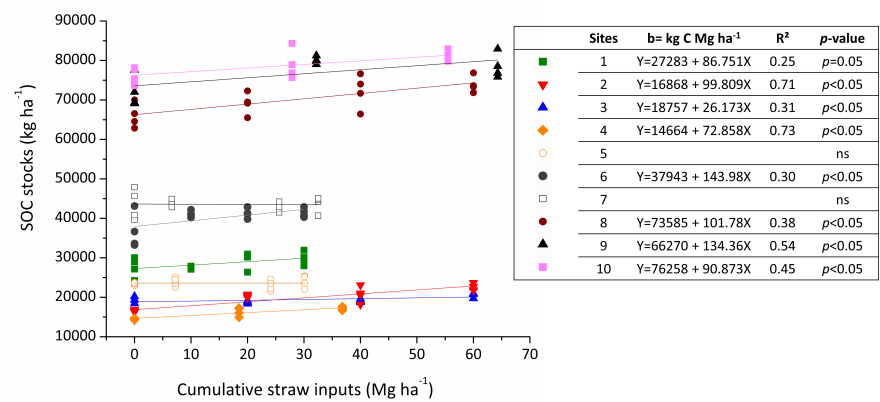 90000
80000
70000
60000
50000
40000
30000
20000
10000
SOC stocks (kg ha⁻¹)
0 10 20 30 40 50 60 70
Cumulative straw inputs (Mg ha⁻¹)
Sites b= kg C Mg ha⁻¹ R² p-value
1 Y=27283 + 86.751X 0.25 p=0.05
2 Y=16868 + 99.809X 0.71 p<0.05
3 Y=18757 + 26.173X 0.31 p<0.05
4 Y=14664 + 72.858X 0.73 p<0.05
5 ns
6 Y=37943 + 143.98X 0.30 p<0.05
7 ns
8 Y=73585 + 101.78X 0.38 p<0.05
9 Y=66270 + 134.36X 0.54 p<0.05
10 Y=76258 + 90.873X 0.45 p<0.05